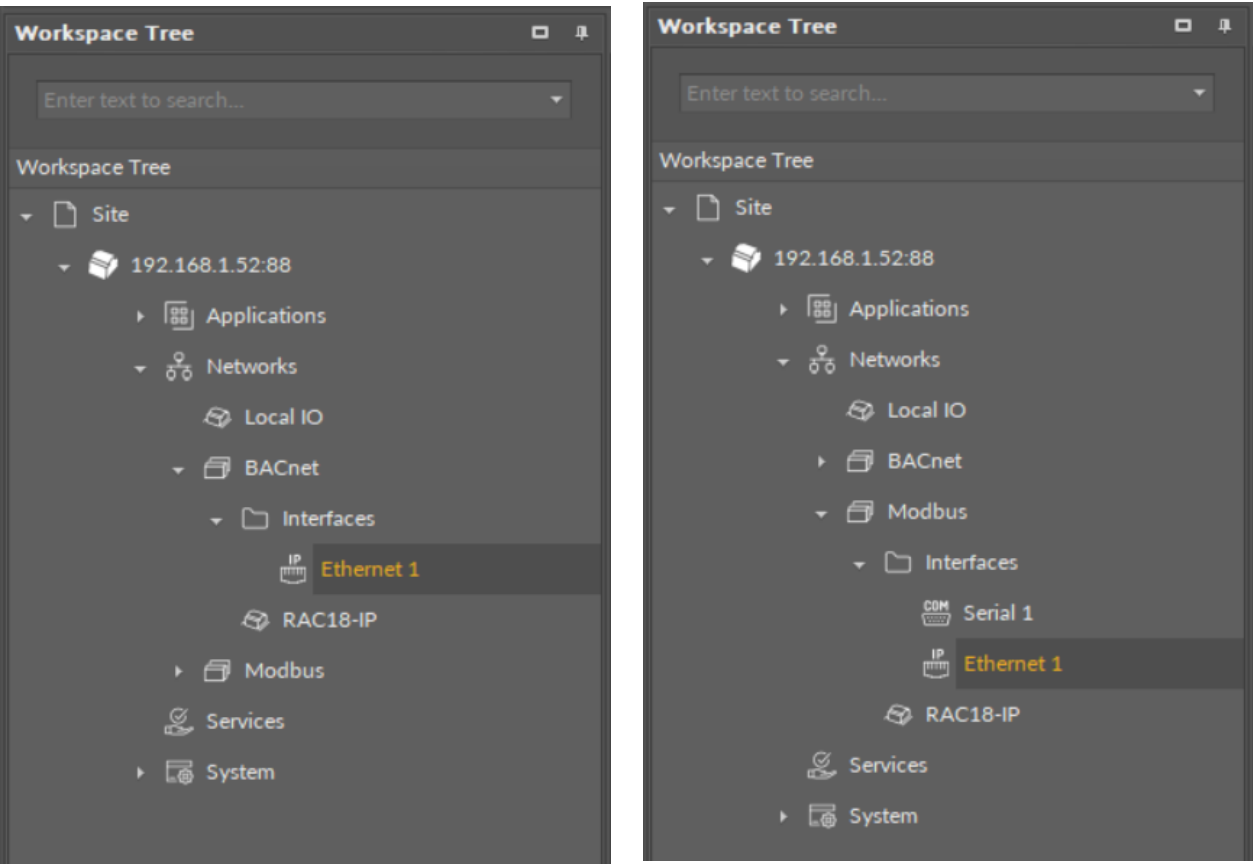 Workspace Tree
Enter text to search...
Workspace Tree
Site
192.168.1.52:88
Applications
Networks
Local IO
BACnet
Interfaces
IP
Ethernet 1
RAC18-IP
Modbus
Services
System
Workspace Tree
Enter text to search...
Workspace Tree
Site
192.168.1.52:88
Applications
Networks
Local IO
BACnet
Modbus
Interfaces
COM
Serial 1
IP
Ethernet 1
RAC18-IP
Services
System